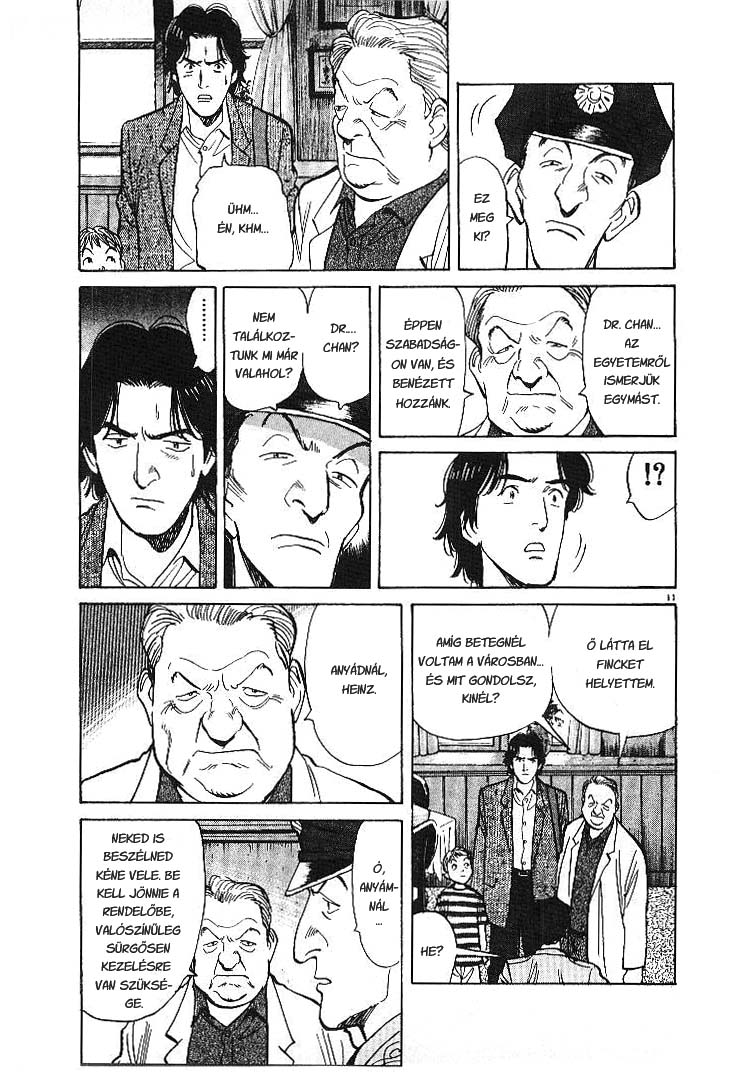 EZ
MEG
KI?
ÜHM...
ÉN, KHM...
DR. CHAN...
AZ
EGYETEMRŐL
ISMERJÜK
EGYMÁST.
ÉPPEN
SZABADSÁG-
ON VAN, ÉS
BENÉZETT
HOZZÁNK.
!?
DR....
CHAN?
NEM
TALÁLKOZ-
TUNK MI MÁR
VALAHOL?
.........
11
Ő LÁTTA EL
FINCKET
HELYETTEM.
AMÍG BETEGNÉL
VOLTAM A VÁROSBAN...
ÉS MIT GONDOLSZ,
KINÉL?
HE?
ANYÁDNÁL,
HEINZ.
Ó,
ANYÁM-
NÁL
...
NEKED IS
BESZÉLNED
KÉNE VELE. BE
KELL JÖNNIE A
RENDELŐBE,
VALÓSZÍNŰLEG
SÜRGŐSEN
KEZELÉSRE
VAN SZÜKSÉ-
GE.